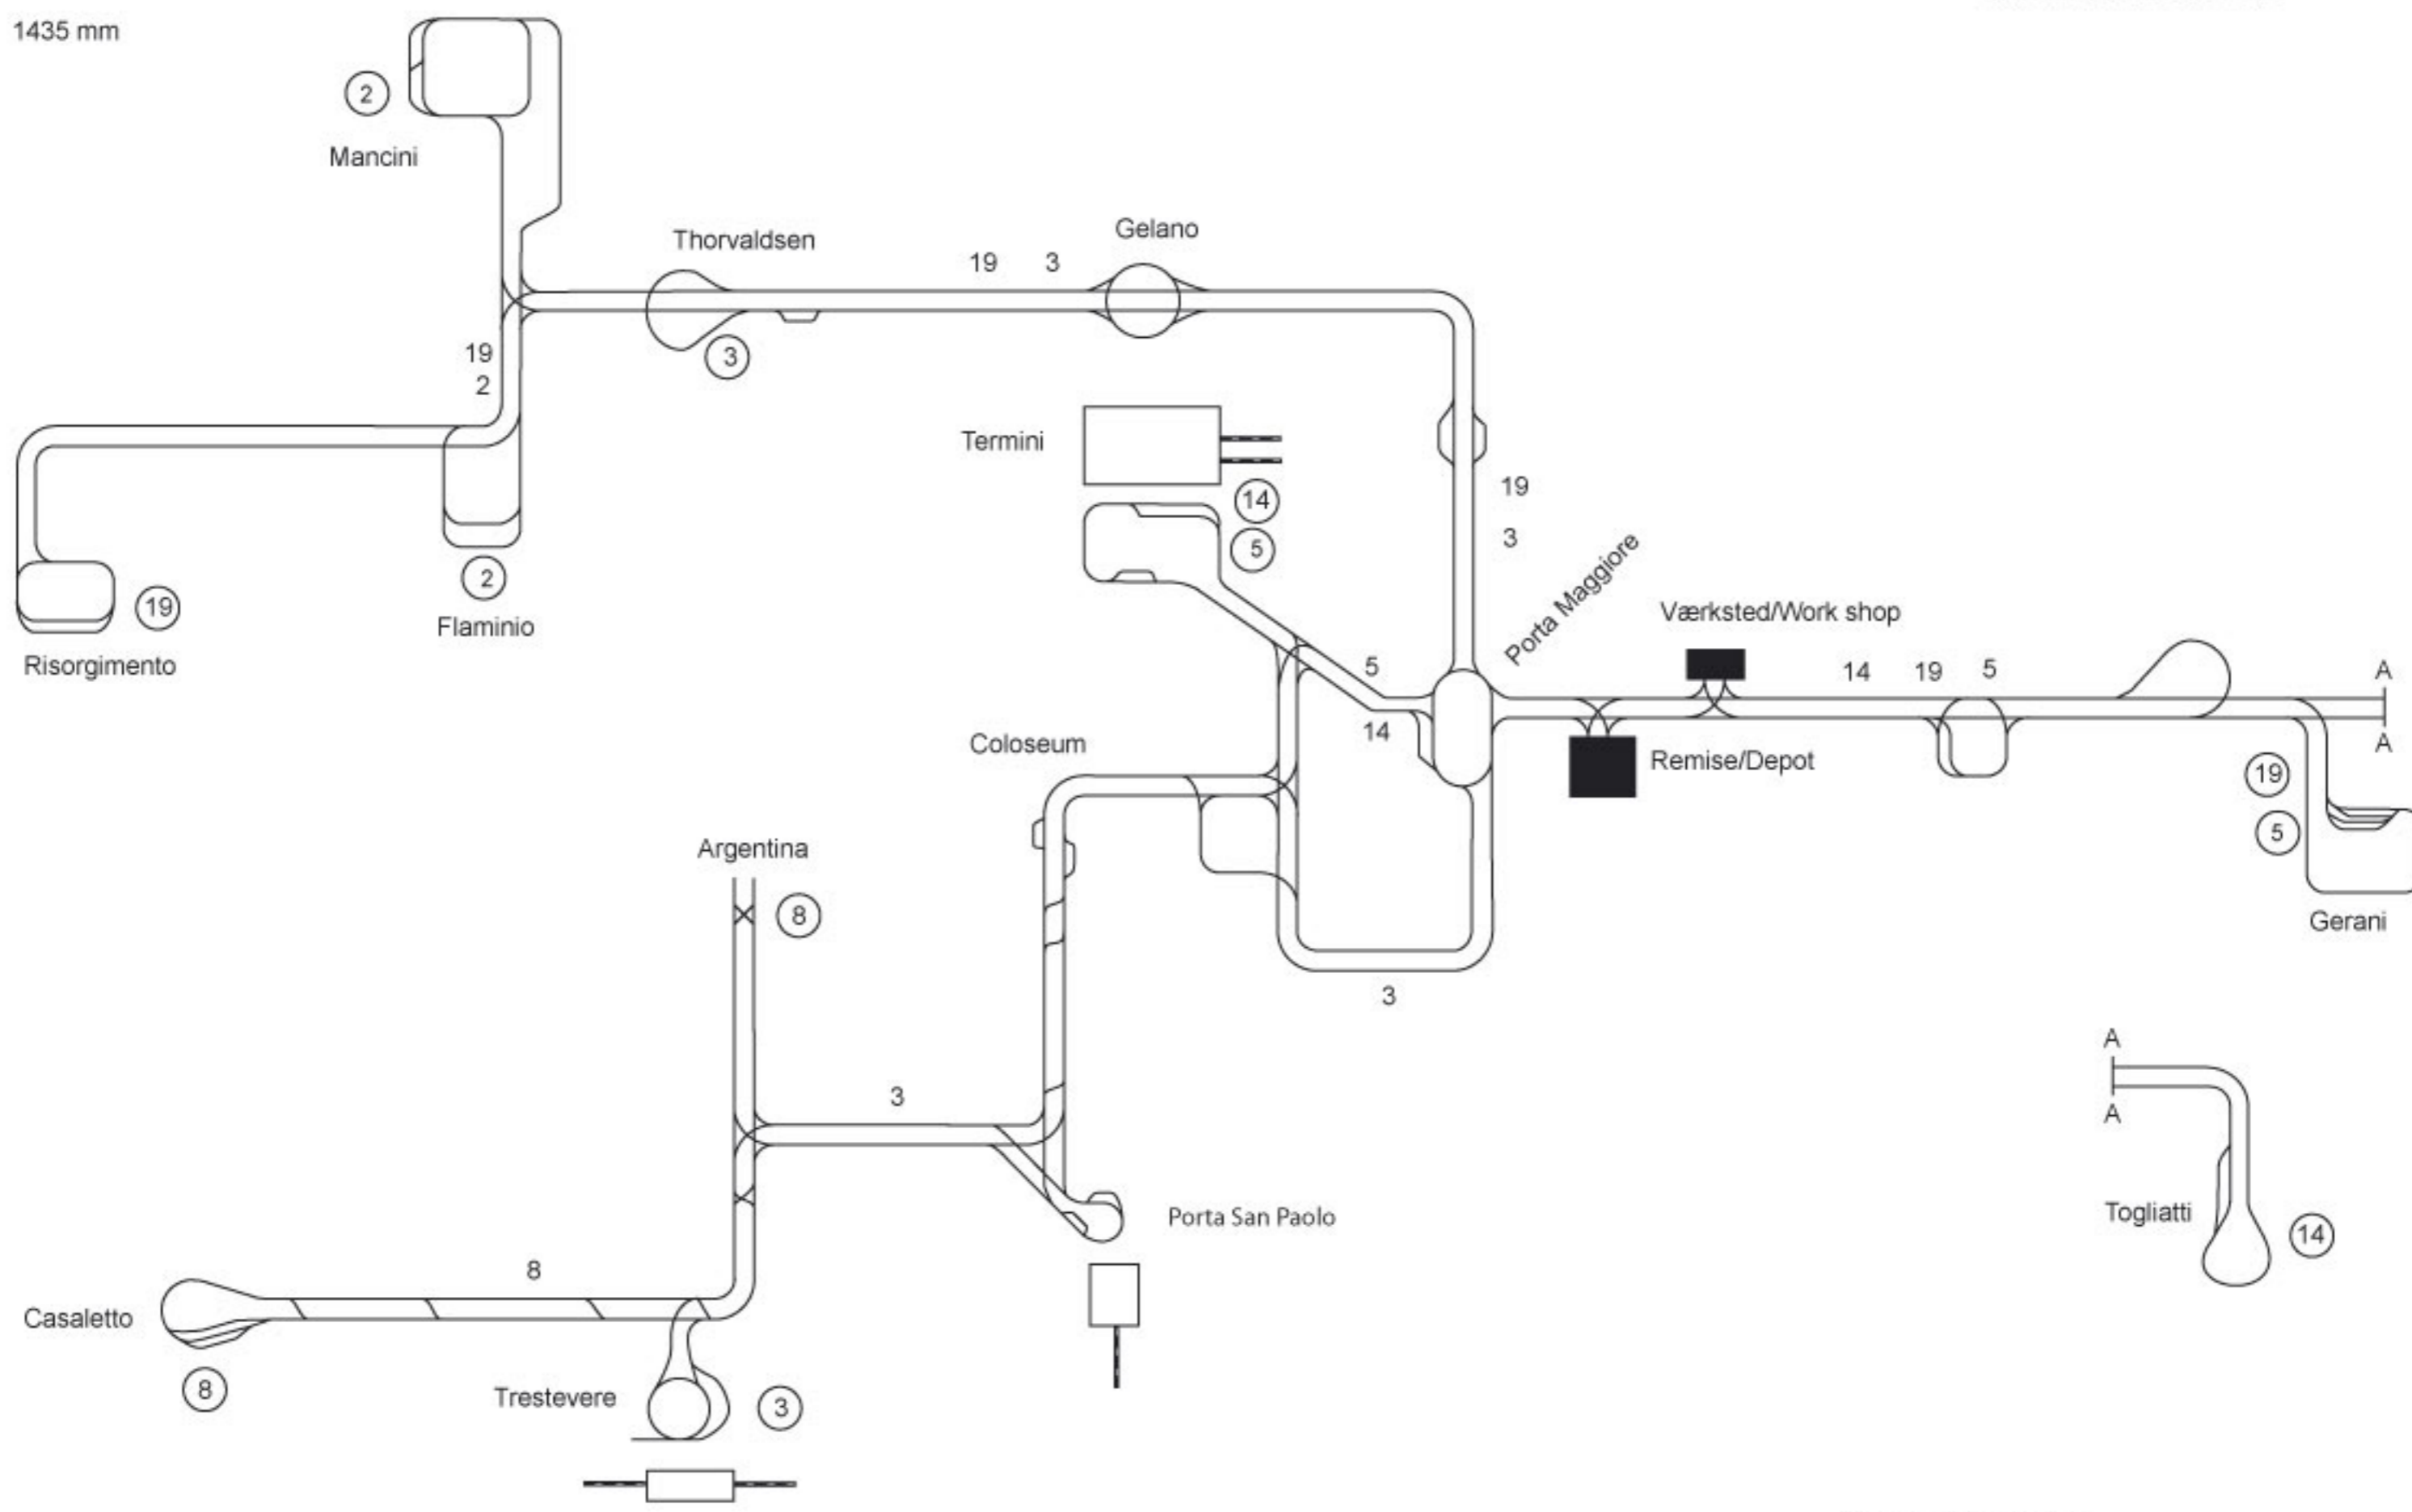 1435 mm
2
Mancini
Thorvaldsen
3
19
3
Gelano
19
2
Termini
14
5
19
3
Porta Maggiore
19
Risorgimento
2
Flaminio
Værksted/Work shop
5
14
14
19
5
A
A
Coloseum
Remise/Depot
19
5
Gerani
Argentina
8
3
3
A
A
Porta San Paolo
Togliatti
14
8
Casaletto
8
Trestevere
3